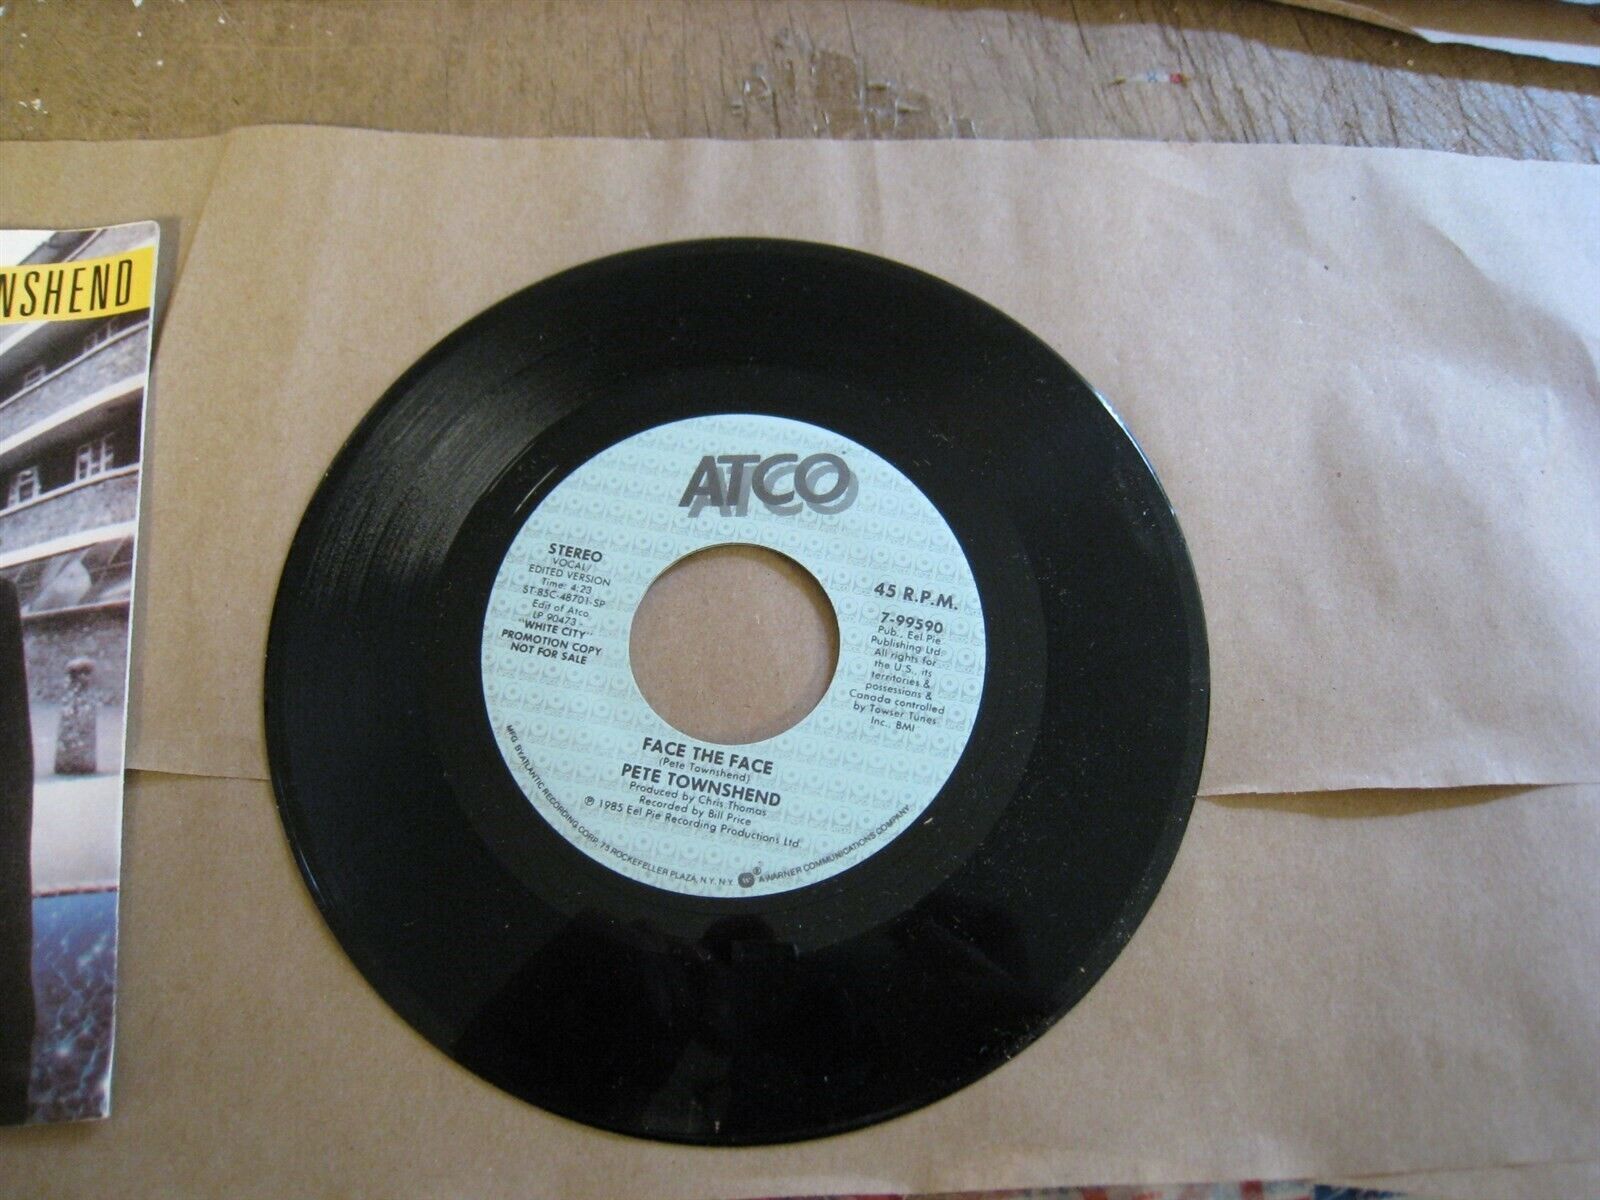 NSHEND
ATCO
STEREO
VOCAL/
EDITED VERSION
Time: 4:23
ST-85C-48701-SP
Edit of Atco
LP 90473 -
"WHITE CITY"
PROMOTION COPY
NOT FOR SALE
45 R.P.M.
7-99590
Pub., Eel Pie
Publishing Ltd.
All rights for
the U.S., its
territories &
possessions &
Canada controlled
by Towser Tunes
Inc., BMI
FACE THE FACE
(Pete Townshend)
PETE TOWNSHEND
Produced by Chris Thomas
Recorded by Bill Price
℗ 1985 Eel Pie Recording Productions Ltd.
MFG. BY ATLANTIC RECORDING CORP., 75 ROCKEFELLER PLAZA, N.Y. N.Y. ® A WARNER COMMUNICATIONS COMPANY